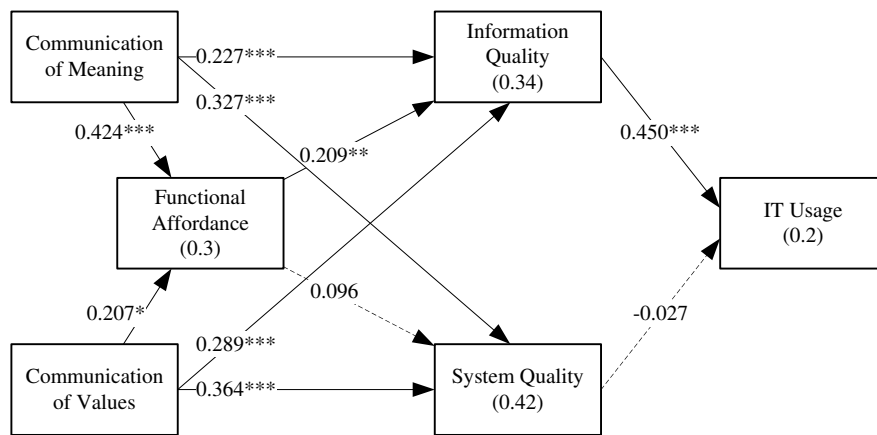 Communication
of Meaning
Information
Quality
(0.34)
0.227***
0.327***
0.424***
0.209**
0.450***
Functional
Affordance
(0.3)
IT Usage
(0.2)
0.207*
0.096
-0.027
0.289***
0.364***
Communication
of Values
System Quality
(0.42)